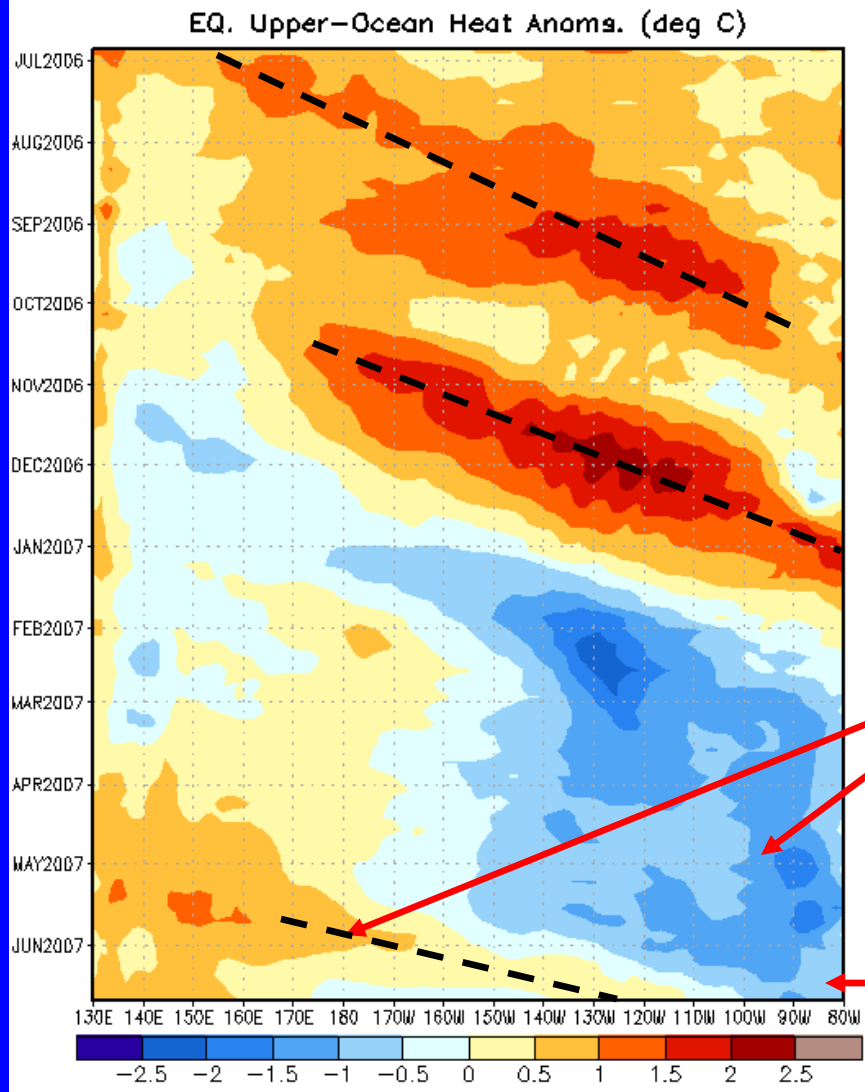 EQ. Upper-Ocean Heat Anoms. (deg C)
JUL2006
AUG2006
SEP2006
OCT2006
NOV2006
DEC2006
JAN2007
FEB2007
MAR2007
APR2007
MAY2007
JUN2007
130E 140E 150E 160E 170E 180 170W 160W 150W 140W 130W 120W 110W 100W 90W 80W
-2.5 -2 -1.5 -1 -0.5 0 0.5 1 1.5 2 2.5